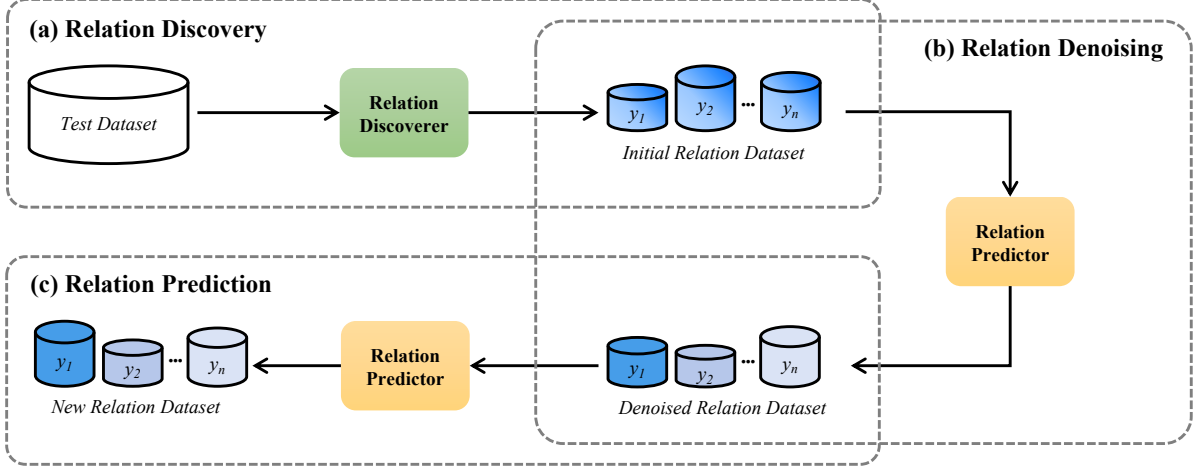 (a) Relation Discovery
(b) Relation Denoising
Test Dataset
Relation
Discoverer
y1 y2 ... yn
Initial Relation Dataset
Relation
Predictor
(c) Relation Prediction
y1 y2 ... yn
New Relation Dataset
Relation
Predictor
y1 y2 ... yn
Denoised Relation Dataset